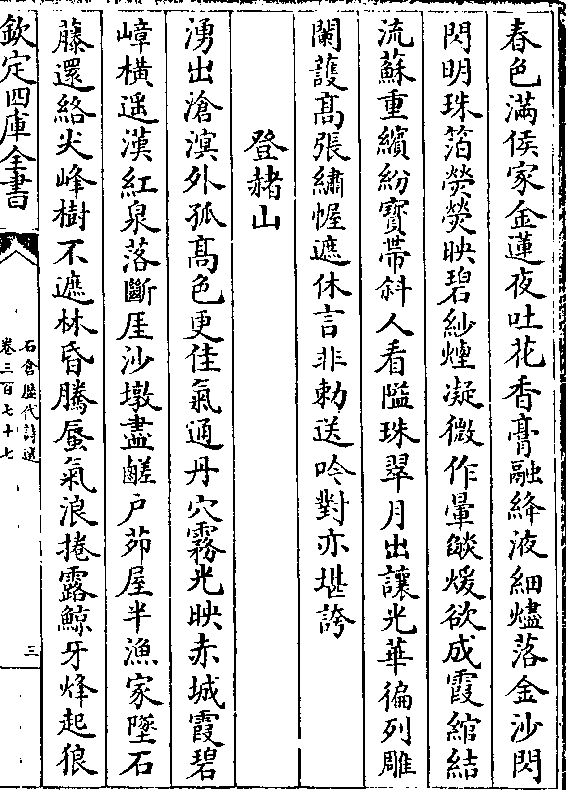 春色滿侯家金蓮夜吐花香膏融絳液細燼落金沙閃
閃明珠箔熒熒映碧紗煙凝微作暈燄煖欲成霞綰結
流蘇重繽紛寶帶斜人看隘珠翠月出讓光華徧列雕
闌護高張繡幄遮休言非勅送吟對亦堪誇
登赭山
湧出滄溟外孤高色更佳氣通丹穴霧光映赤城霞碧
嶂橫遥漢紅泉落斷厓沙墩盡鹺户茆屋半漁家墜石
藤還絡尖峰樹不遮林昏騰蜃氣浪捲露鯨牙烽起狼
欽定四庫全書
石倉歴代詩選
卷三百七十七
三